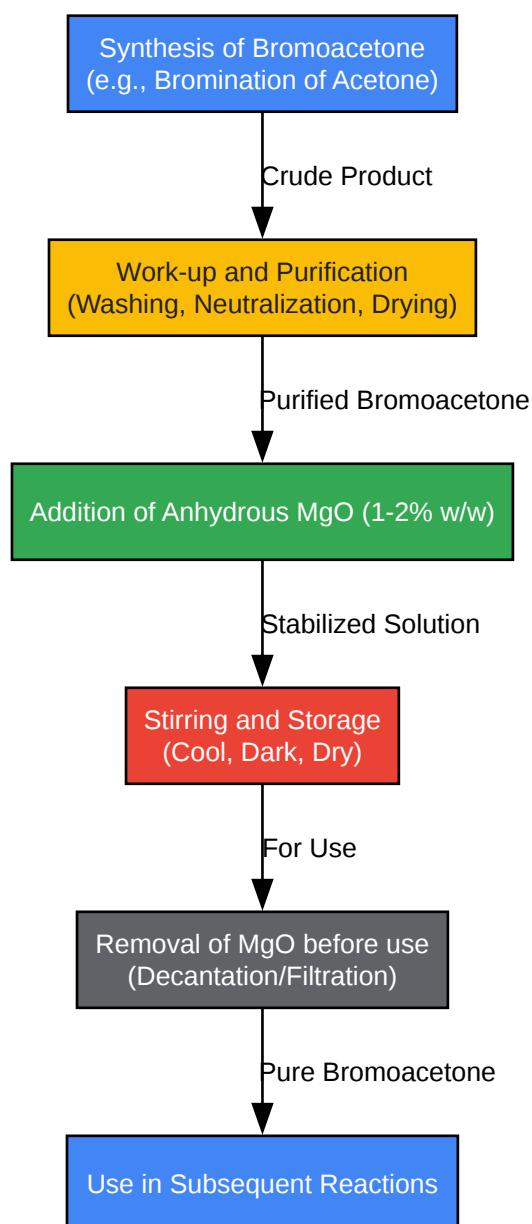 Synthesis of Bromoacetone
(e.g., Bromination of Acetone)
Crude Product
Work-up and Purification
(Washing, Neutralization, Drying)
Purified Bromoacetone
Addition of Anhydrous MgO (1-2% w/w)
Stabilized Solution
Stirring and Storage
(Cool, Dark, Dry)
For Use
Removal of MgO before use
(Decantation/Filtration)
Pure Bromoacetone
Use in Subsequent Reactions